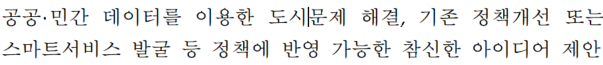 공공·민간 데이터를 이용한 도시문제 해결, 기존 정책개선 또는
스마트서비스 발굴 등 정책에 반영 가능한 참신한 아이디어 제안